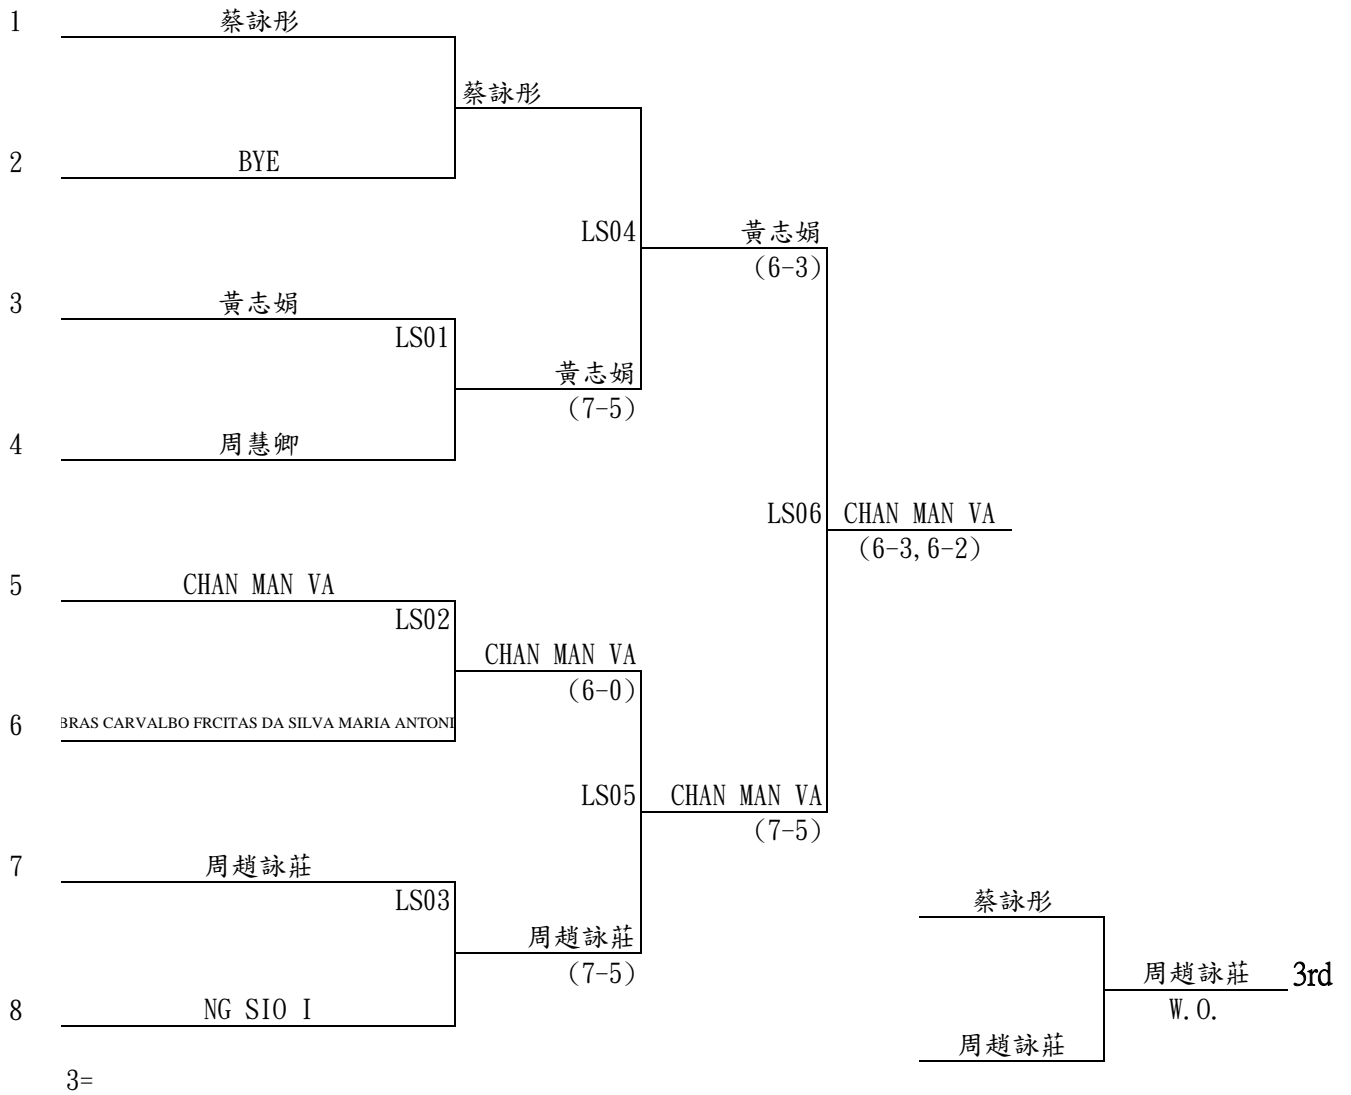 1 蔡詠彤
蔡詠彤
2 BYE
LS04 黃志娟
(6-3)
3 黃志娟
LS01
黃志娟
(7-5)
4 周慧卿
LS06 CHAN MAN VA
(6-3,6-2)
5 CHAN MAN VA
LS02
CHAN MAN VA
(6-0)
6 BRAS CARVALBO FRCITAS DA SILVA MARIA ANTONI
LS05 CHAN MAN VA
(7-5)
7 周趙詠莊
LS03
蔡詠彤
周趙詠莊
(7-5)
周趙詠莊 3rd
W.O.
8 NG SIO I
周趙詠莊
3=